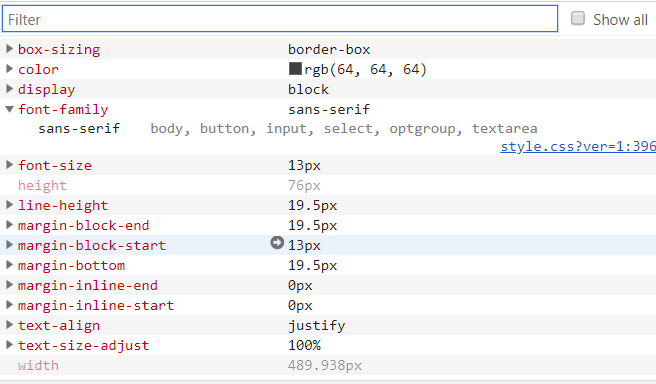 Filter Show all
box-sizing border-box
color rgb(64, 64, 64)
display block
font-family sans-serif
sans-serif body, button, input, select, optgroup, textarea
style.css?ver=1:396
font-size 13px
height 76px
line-height 19.5px
margin-block-end 19.5px
margin-block-start 13px
margin-bottom 19.5px
margin-inline-end 0px
margin-inline-start 0px
text-align justify
text-size-adjust 100%
width 489.938px